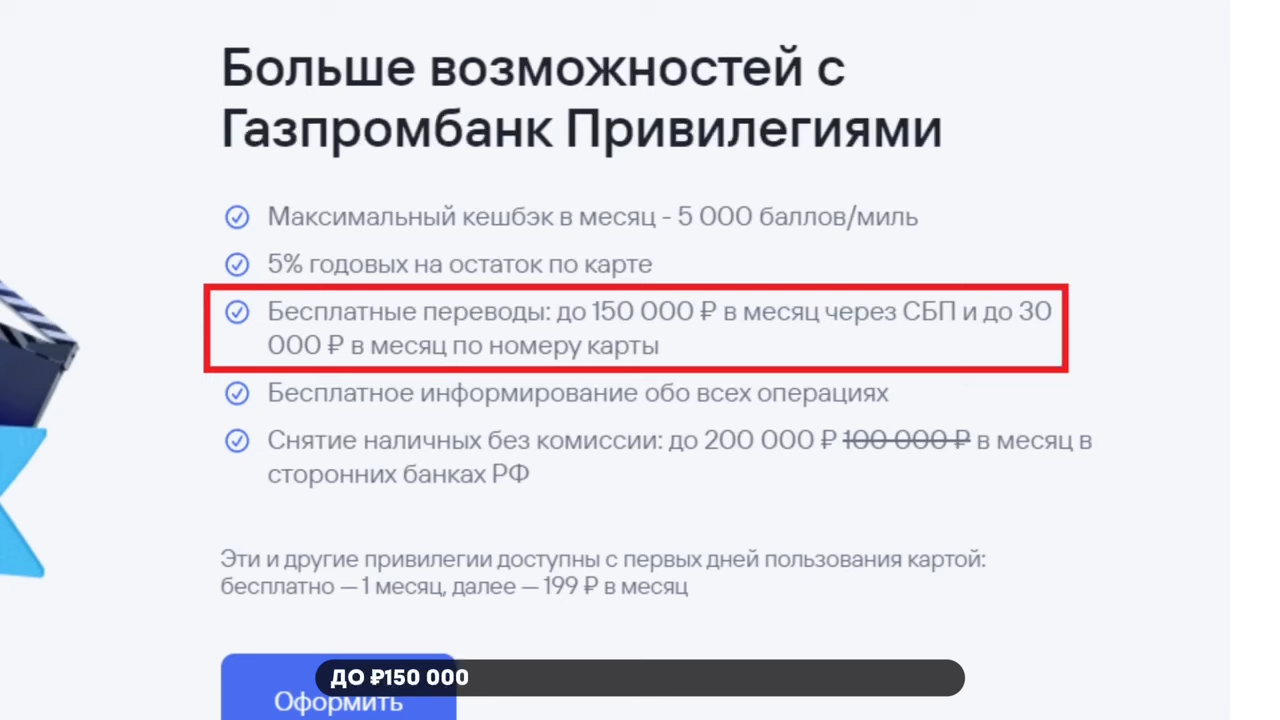 Больше возможностей с
Газпромбанк Привилегиями
Максимальный кешбэк в месяц - 5 000 баллов/миль
5% годовых на остаток по карте
Бесплатные переводы: до 150 000 ₽ в месяц через СБП и до 30
000 ₽ в месяц по номеру карты
Бесплатное информирование обо всех операциях
Снятие наличных без комиссии: до 200 000 ₽ 100 000 ₽ в месяц в
сторонних банках РФ
Эти и другие привилегии доступны с первых дней пользования картой:
бесплатно — 1 месяц, далее — 199 ₽ в месяц
Оформить
ДО ₽150 000